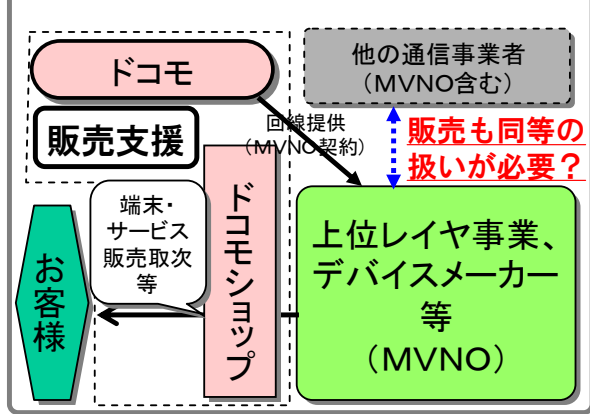 ドコモ
他の通信事業者
（MVNO含む）
販売支援
回線提供
（MVNO契約）
販売も同等の
扱いが必要？
端末・
サービス
販売取次
等
ドコモショップ
お客様
上位レイヤ事業、
デバイスメーカー
等
（MVNO）